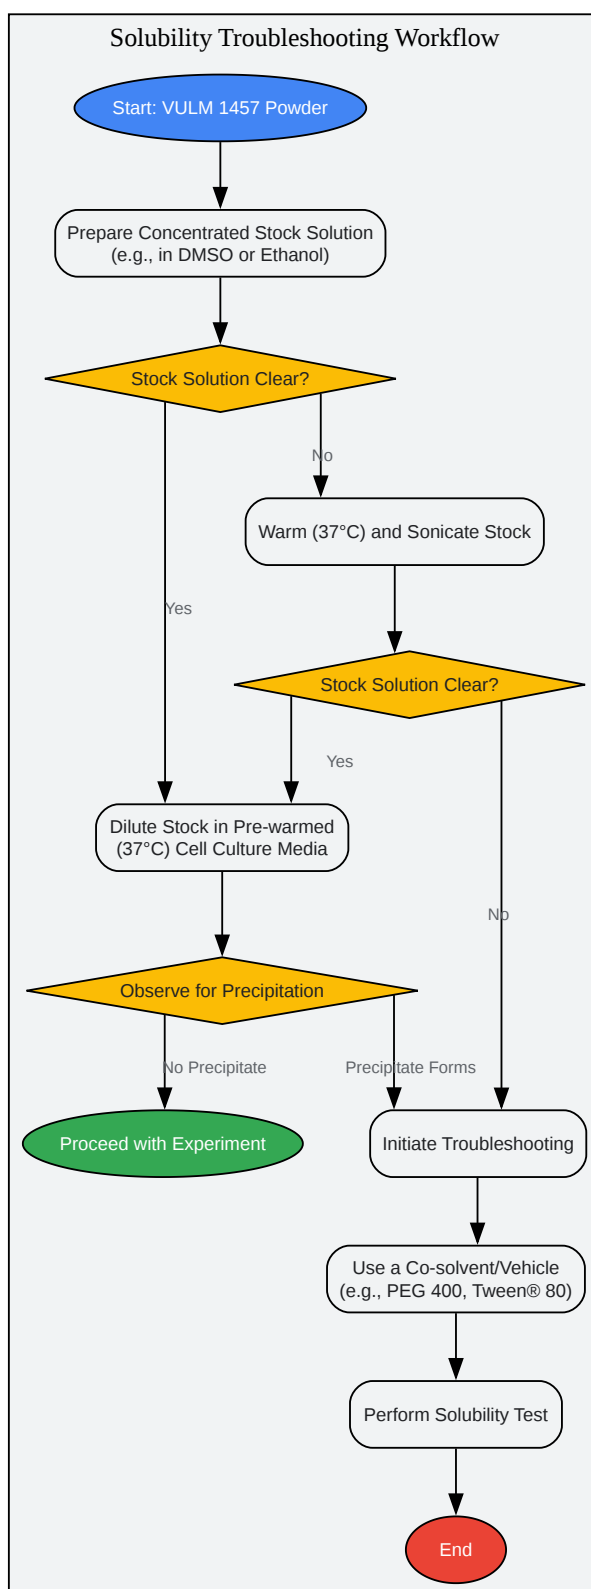 Solubility Troubleshooting Workflow
Start: VULM 1457 Powder
Prepare Concentrated Stock Solution
(e.g., in DMSO or Ethanol)
Stock Solution Clear?
No
Warm (37°C) and Sonicate Stock
Yes
Stock Solution Clear?
Yes
Dilute Stock in Pre-warmed
(37°C) Cell Culture Media
No
Observe for Precipitation
No Precipitate
Precipitate Forms
Proceed with Experiment
Initiate Troubleshooting
Use a Co-solvent/Vehicle
(e.g., PEG 400, Tween® 80)
Perform Solubility Test
End